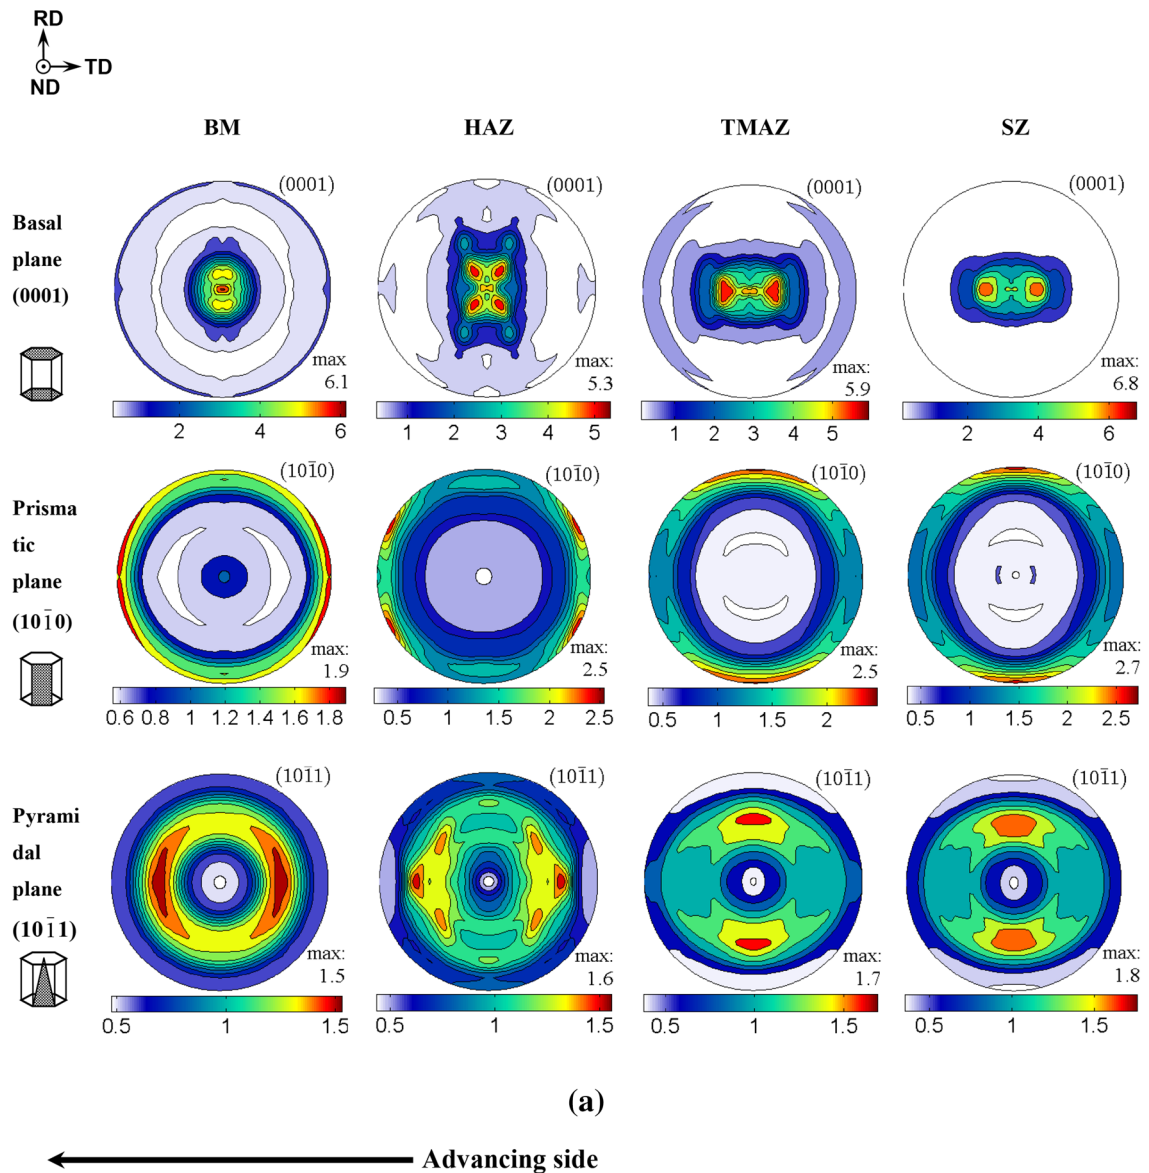 RD
TD
ND
BM HAZ TMAZ SZ
Basal
plane
(0001)
(0001) (0001) (0001) (0001)
max
6.1
max:
5.3
max:
5.9
max:
6.8
2 4 6
1 2 3 4 5
1 2 3 4 5
2 4 6
Prisma
tic
plane
(101̄0)
(101̄0) (101̄0) (101̄0) (101̄0)
max:
1.9
max:
2.5
max:
2.5
max:
2.7
0.6 0.8 1 1.2 1.4 1.6 1.8
0.5 1 1.5 2 2.5
0.5 1 1.5 2
0.5 1 1.5 2 2.5
Pyrami
dal
plane
(101̄1)
(101̄1) (101̄1) (101̄1) (101̄1)
max:
1.5
max:
1.6
max:
1.7
max:
1.8
0.5 1 1.5
0.5 1 1.5
1 1.5
0.5 1 1.5
(a)
Advancing side